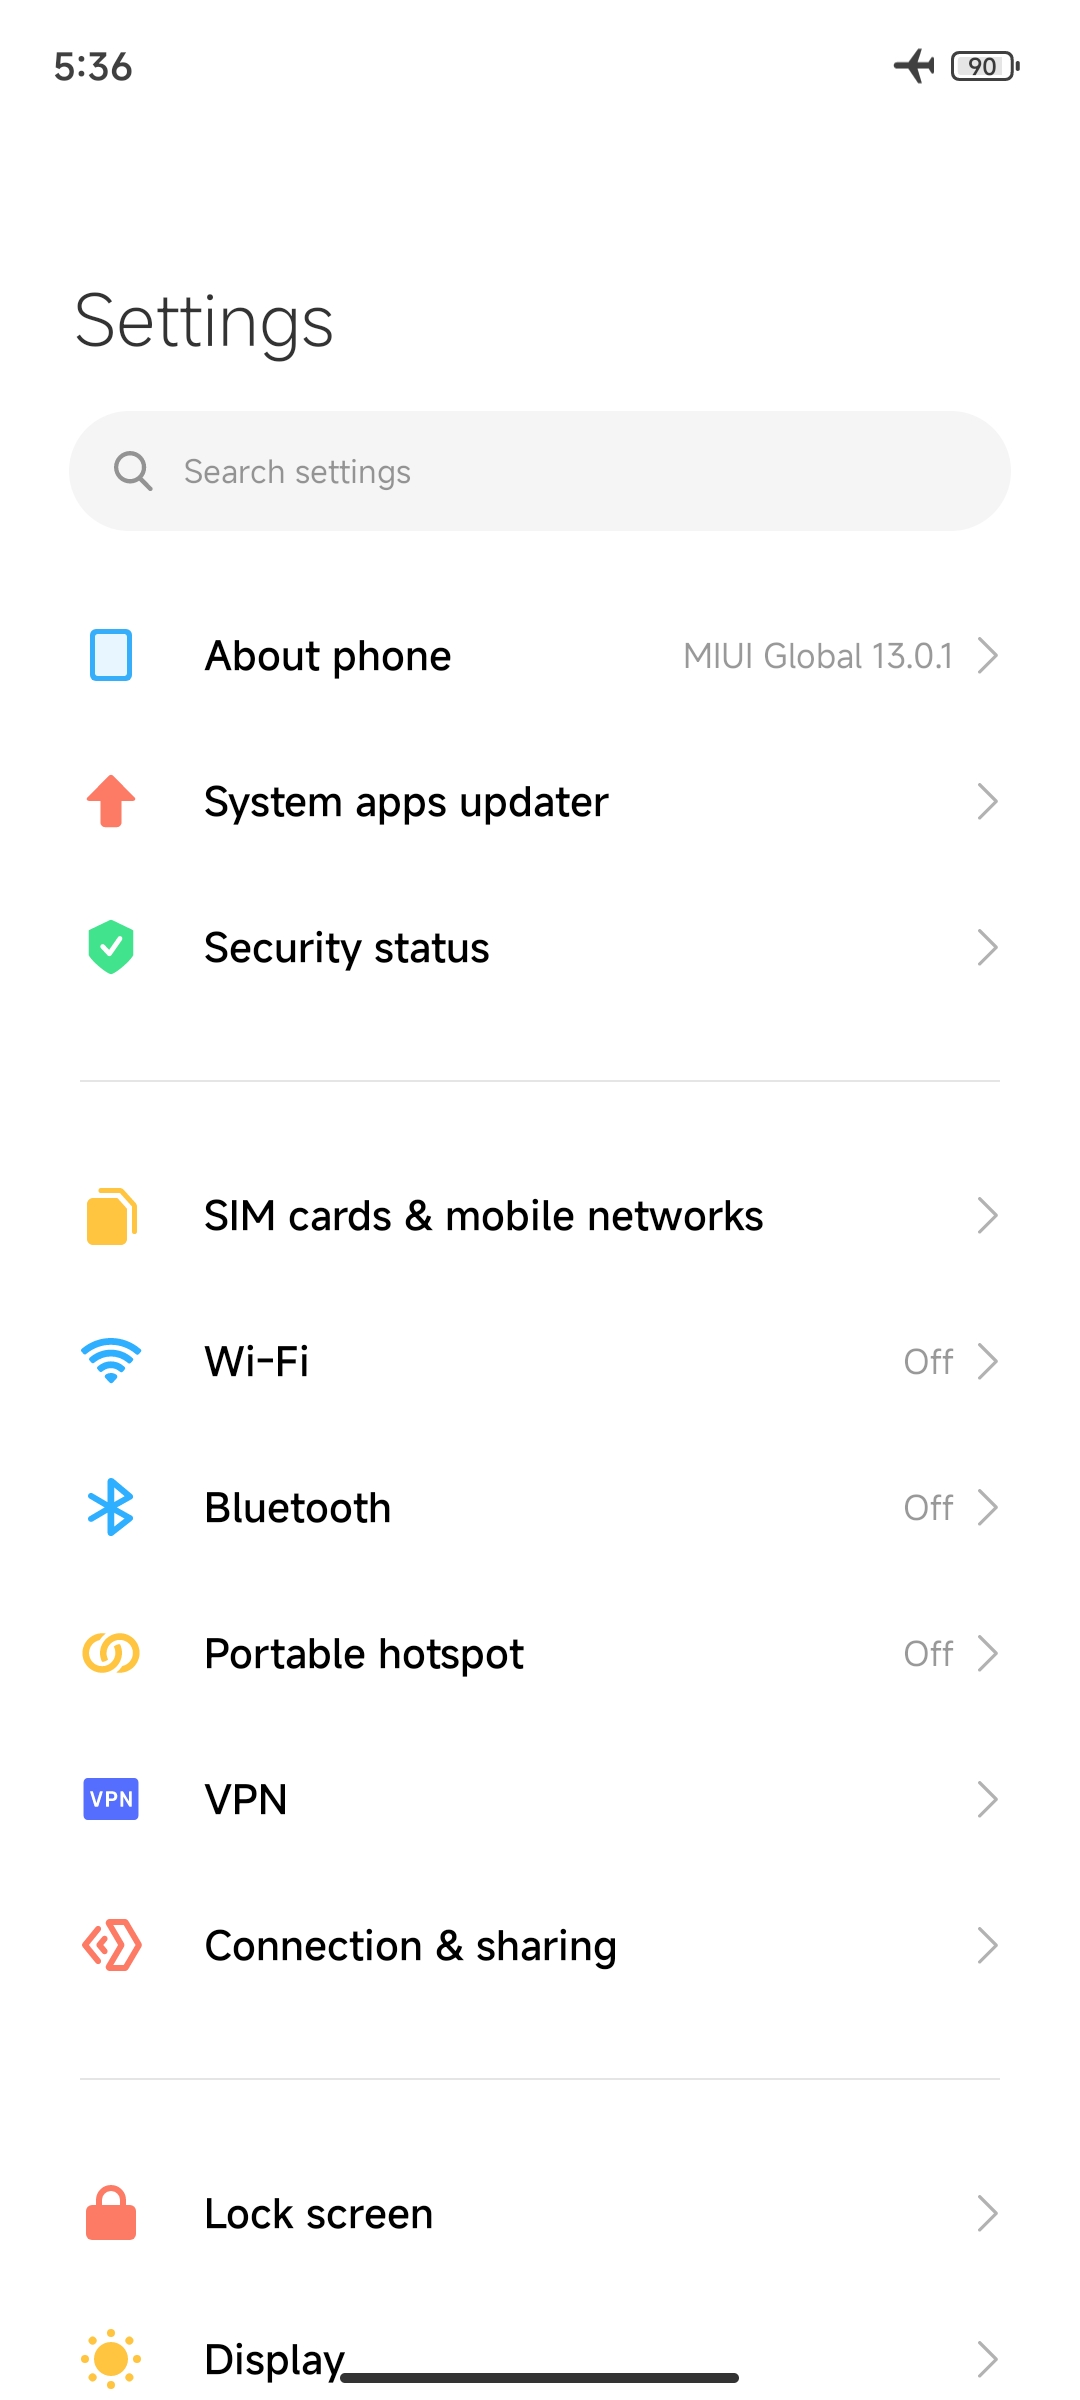 5:36
90
Settings
Search settings
About phone
MIUI Global 13.0.1
System apps updater
Security status
SIM cards & mobile networks
Wi-Fi
Off
Bluetooth
Off
Portable hotspot
Off
VPN
VPN
Connection & sharing
Lock screen
Display